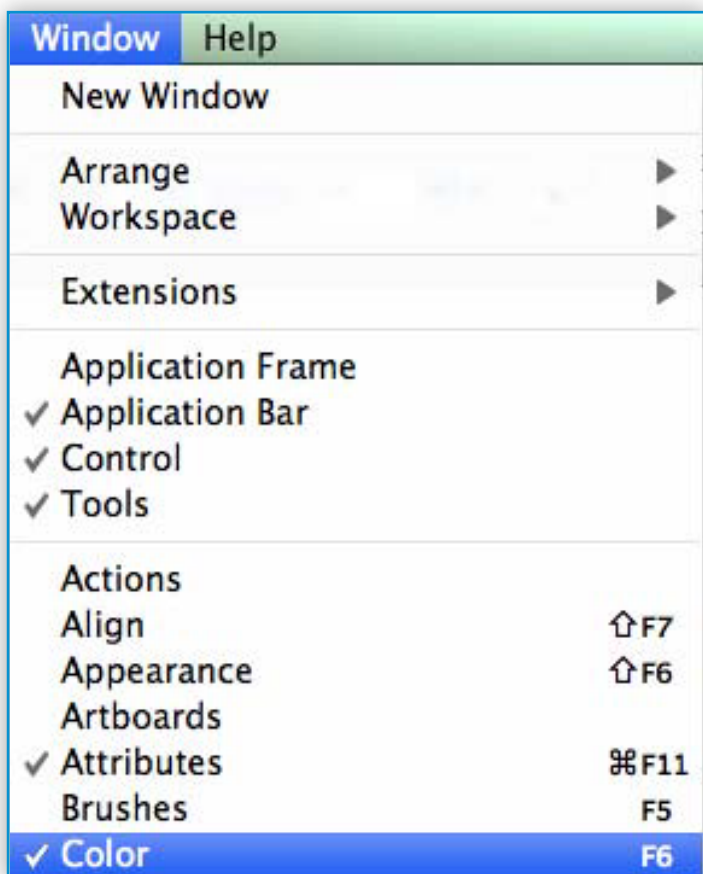 Window Help
New Window
Arrange ▶
Workspace ▶
Extensions ▶
Application Frame
✓ Application Bar
✓ Control
✓ Tools
Actions
Align ⇧F7
Appearance ⇧F6
Artboards
✓ Attributes ⌘F11
Brushes F5
✓ Color F6